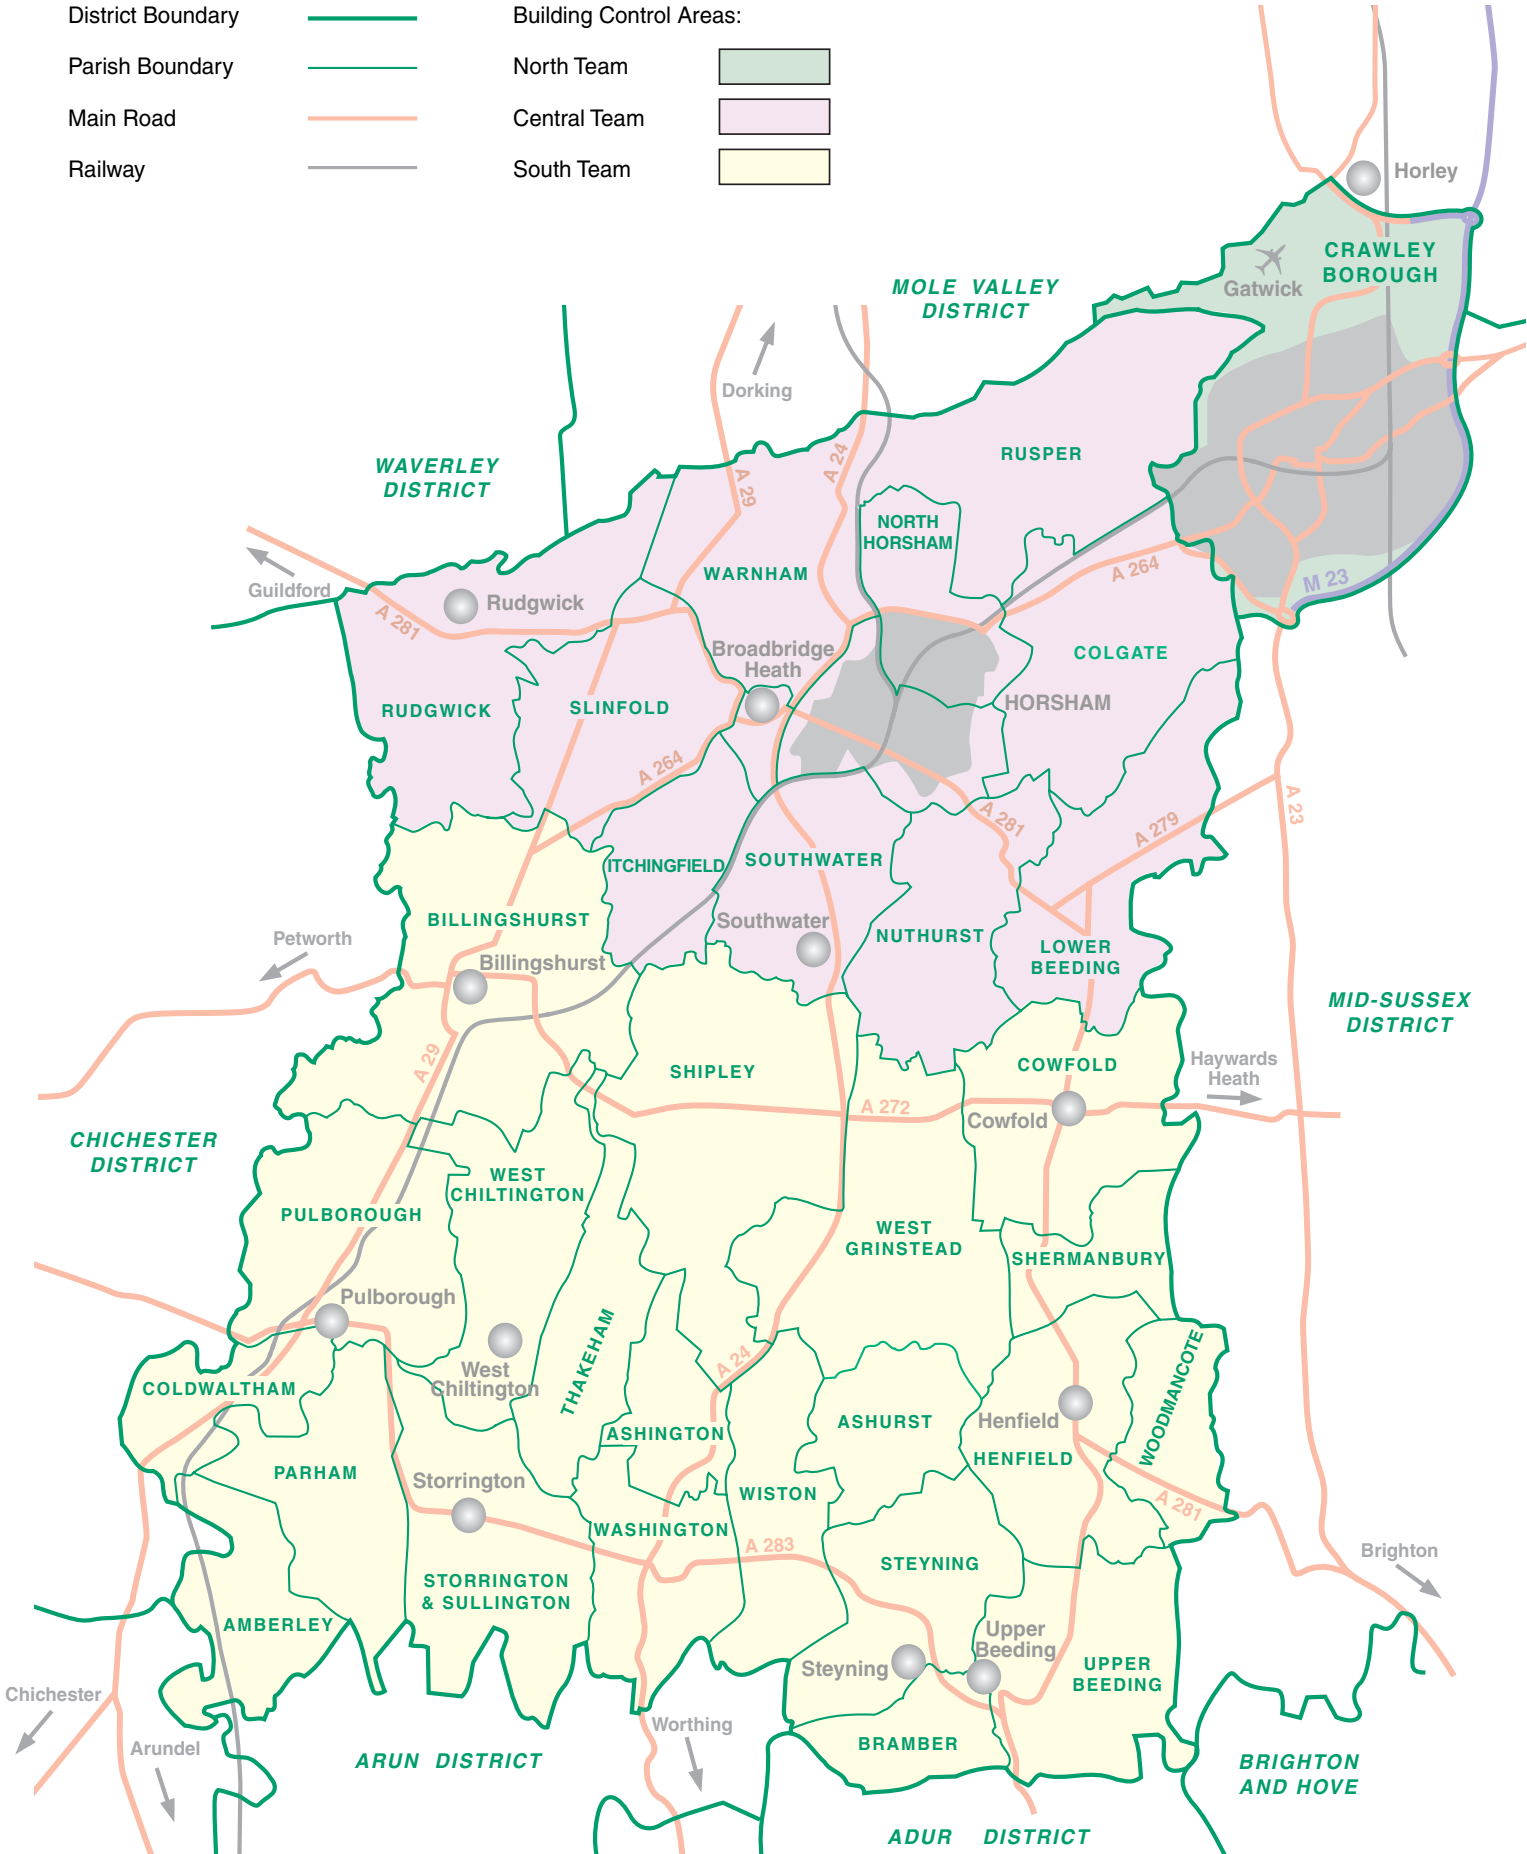 District Boundary
Parish Boundary
Main Road
Railway
Building Control Areas:
North Team
Central Team
South Team
Horley
CRAWLEY
BOROUGH
Gatwick
MOLE VALLEY
DISTRICT
Dorking
WAVERLEY
DISTRICT
A 29
A 24
RUSPER
NORTH
HORSHAM
WARNHAM
A 264
M 23
Guildford
Rudgwick
A 281
Broadbridge
Heath
COLGATE
RUDGWICK
SLINFOLD
HORSHAM
A 264
A 281
A 279
A 23
ITCHINGFIELD
SOUTHWATER
BILLINGSHURST
Southwater
NUTHURST
LOWER
BEEDING
Petworth
Billingshurst
MID-SUSSEX
DISTRICT
A 29
SHIPLEY
COWFOLD
Haywards
Heath
A 272
Cowfold
CHICHESTER
DISTRICT
WEST
CHILTINGTON
PULBOROUGH
WEST
GRINSTEAD
SHERMANBURY
Pulborough
THAKEHAM
West
Chiltington
A 24
WOODMANCOTE
COLDWALTHAM
ASHINGTON
ASHURST
Henfield
HENFIELD
PARHAM
Storrington
WISTON
A 281
WASHINGTON
A 283
STEYNING
Brighton
STORRINGTON
& SULLINGTON
AMBERLEY
Upper
Beeding
Steyning
UPPER
BEEDING
Chichester
Worthing
Arundel
BRAMBER
ARUN DISTRICT
BRIGHTON
AND HOVE
ADUR DISTRICT